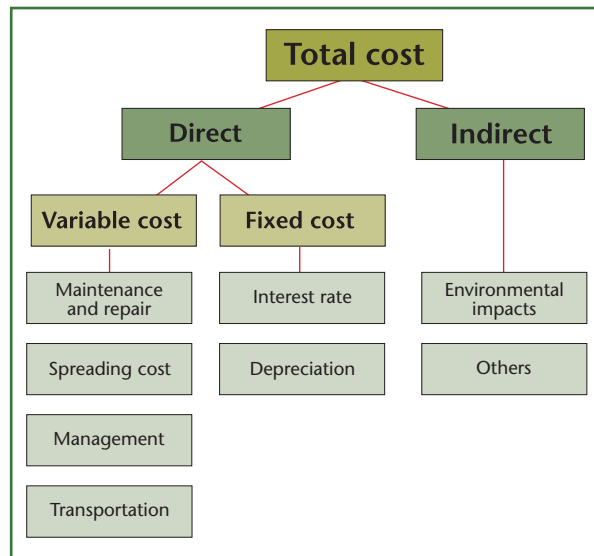 Total cost
Direct
Indirect
Variable cost
Fixed cost
Maintenance
and repair
Interest rate
Environmental
impacts
Spreading cost
Depreciation
Others
Management
Transportation